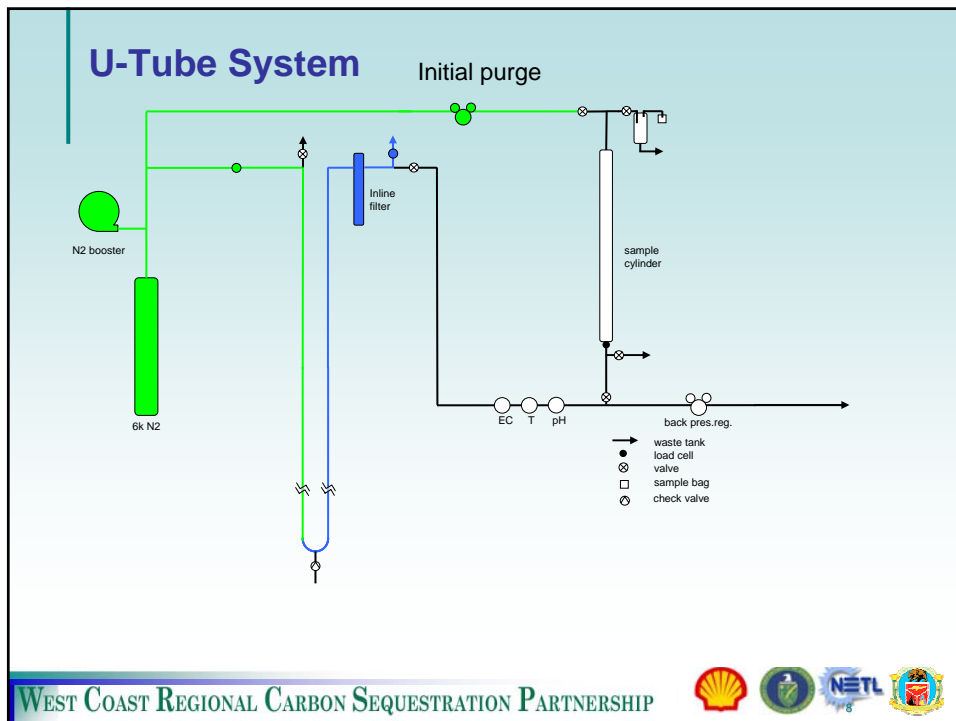 U-Tube System
Initial purge
Inline
filter
N2 booster
sample
cylinder
6k N2
EC T pH
back pres.reg.
waste tank
load cell
valve
sample bag
check valve
WEST COAST REGIONAL CARBON SEQUESTRATION PARTNERSHIP
NETL
8